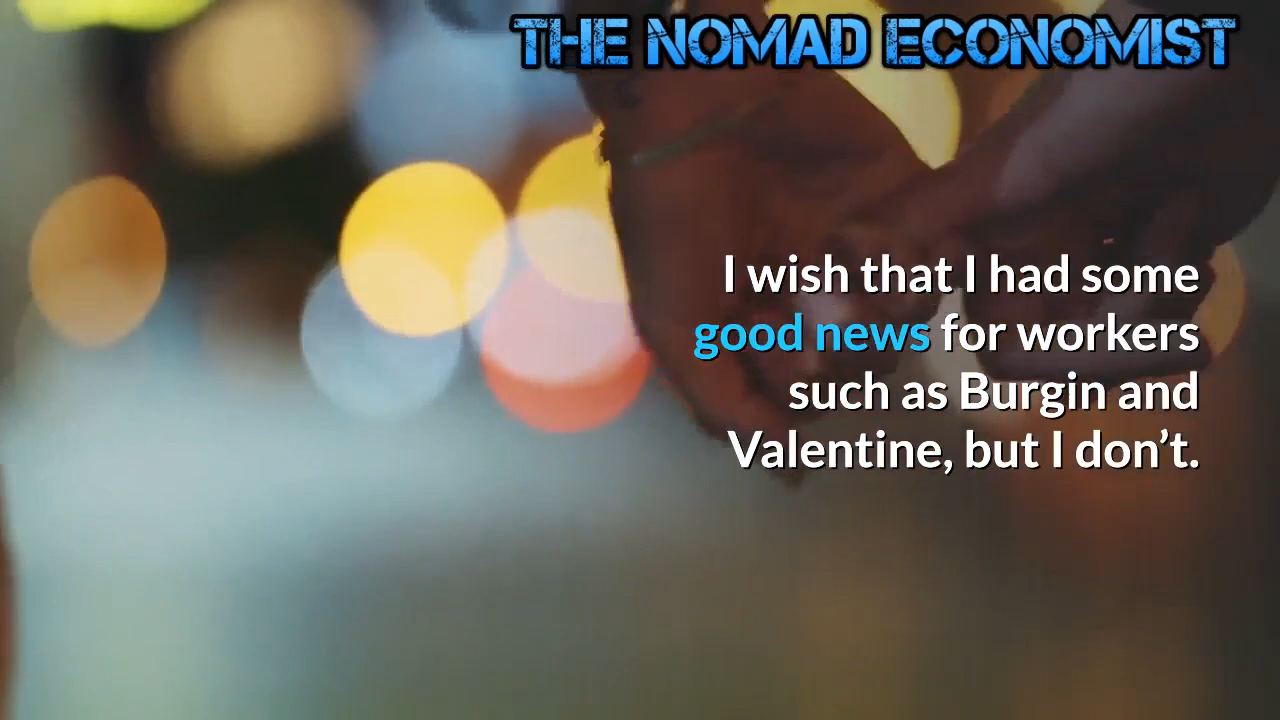 THE NOMAD ECONOMIST
I wish that I had some
good news for workers
such as Burgin and
Valentine, but I don’t.